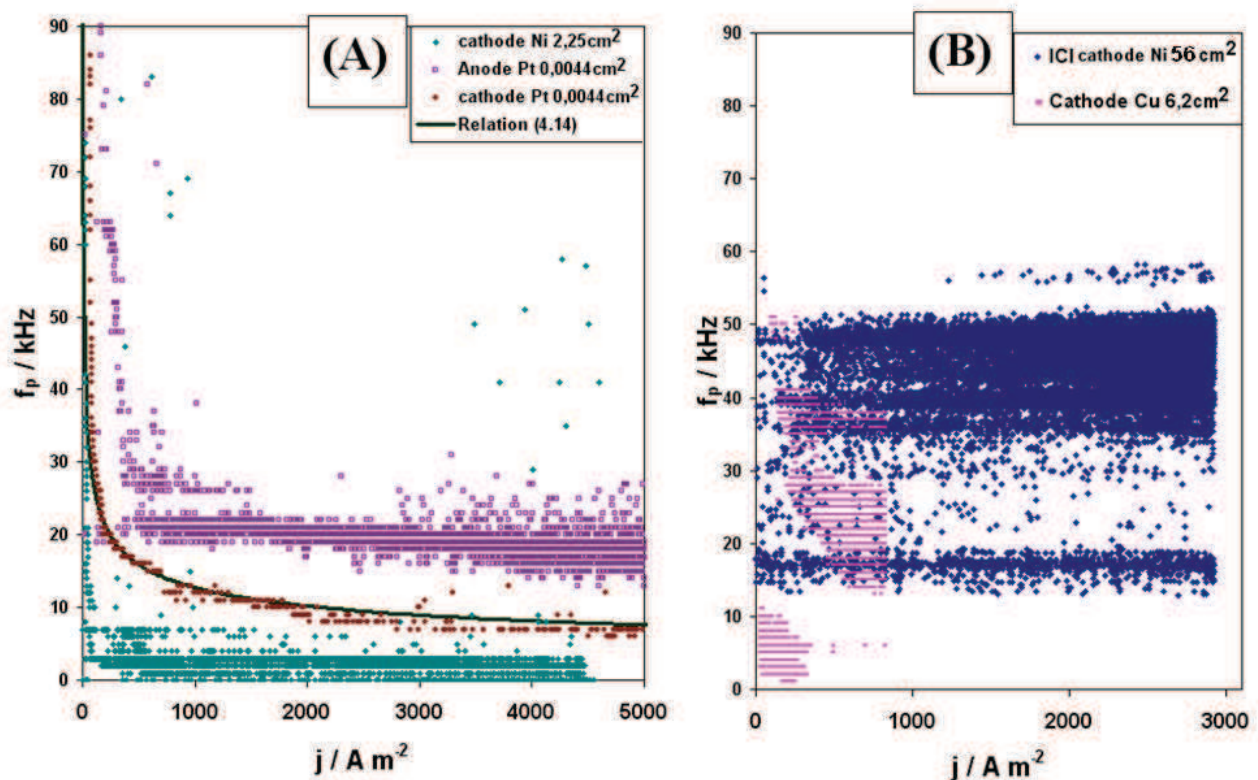 (A)
cathode Ni 2,25cm²
Anode Pt 0,0044cm²
cathode Pt 0,0044cm²
Relation (4.14)
90
80
70
60
50
40
30
20
10
0
fp / kHz
0 1000 2000 3000 4000 5000
j / A m⁻²
(B)
ICI cathode Ni 56 cm²
Cathode Cu 6,2cm²
90
80
70
60
50
40
30
20
10
0
fp / kHz
0 1000 2000 3000
j / A m⁻²